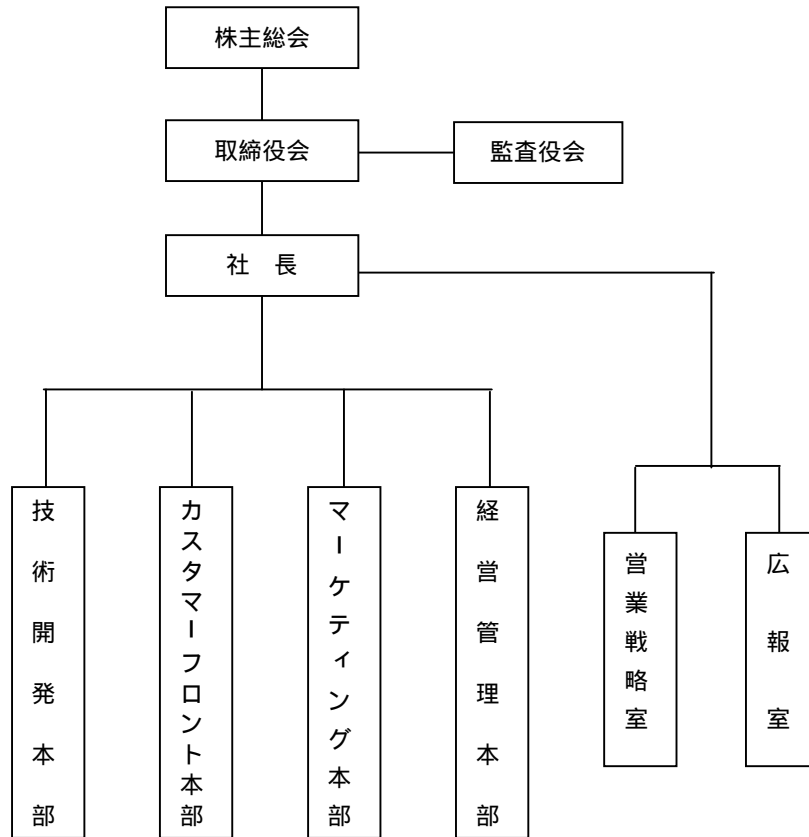 株主総会
取締役会
監査役会
社 長
技術開発本部
カスタマーフロント本部
マーケティング本部
経営管理本部
営業戦略室
広報室